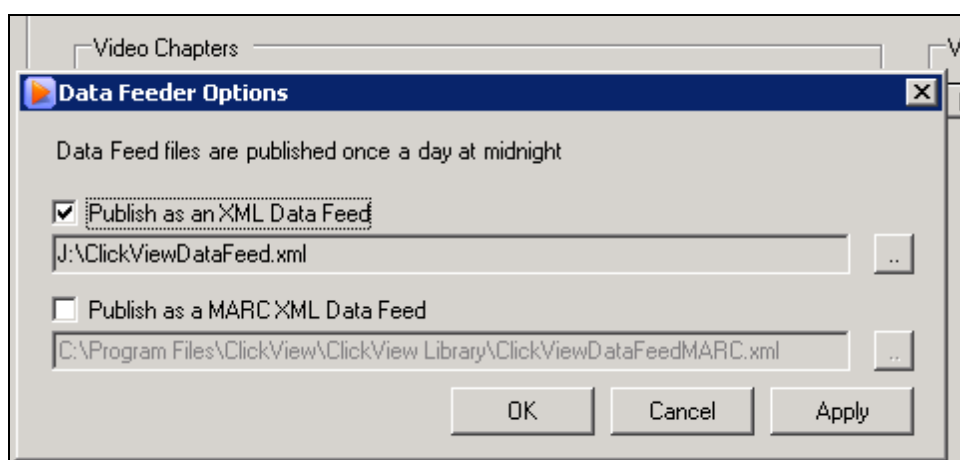 Video Chapters
V
Data Feeder Options
Data Feed files are published once a day at midnight
Publish as an XML Data Feed
J:\ClickViewDataFeed.xml
..
Publish as a MARC XML Data Feed
C:\Program Files\ClickView\ClickView Library\ClickViewDataFeedMARC.xml
..
OK Cancel Apply